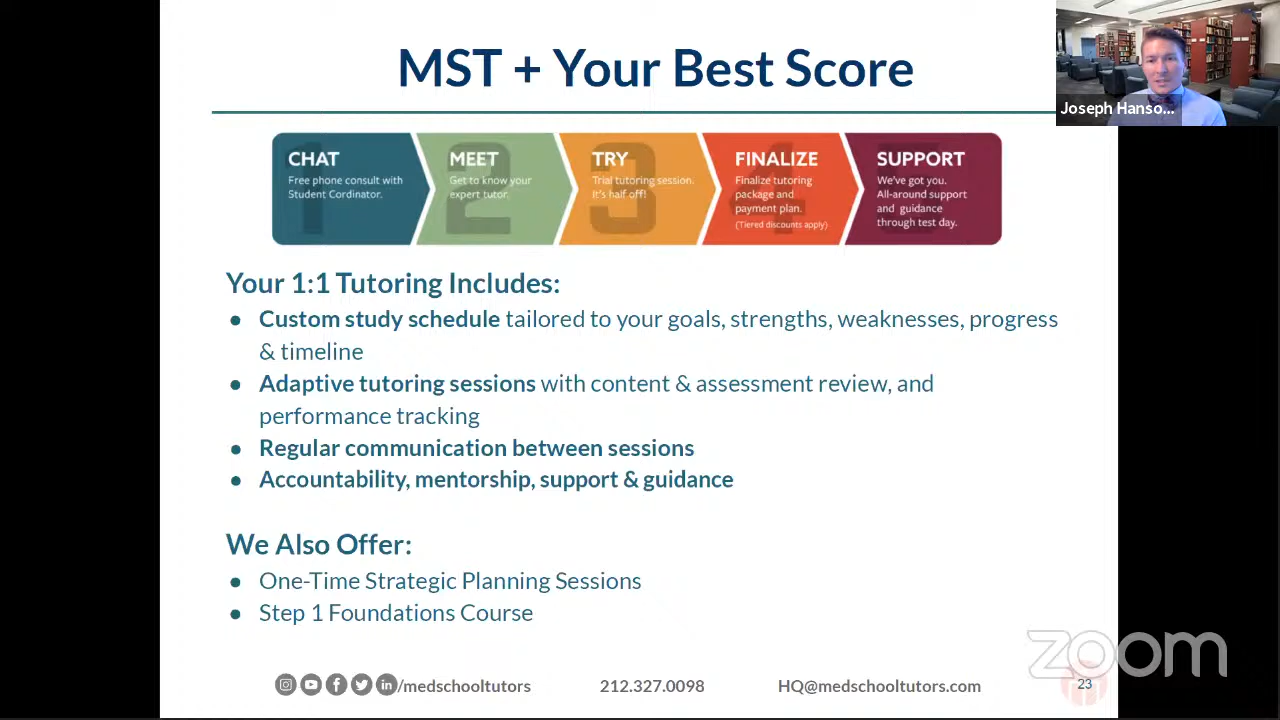 MST + Your Best Score
Joseph Hanso...
CHAT
Free phone consult with
Student Cordinator.
1
MEET
Get to know your
expert tutor.
2
TRY
Trial tutoring session.
It's half off!
3
FINALIZE
Finalize tutoring
package and
payment plan.
(Tiered discounts apply)
4
SUPPORT
We've got you.
All-around support
and guidance
through test day.
Your 1:1 Tutoring Includes:
● Custom study schedule tailored to your goals, strengths, weaknesses, progress
& timeline
● Adaptive tutoring sessions with content & assessment review, and
performance tracking
● Regular communication between sessions
● Accountability, mentorship, support & guidance
We Also Offer:
● One-Time Strategic Planning Sessions
● Step 1 Foundations Course
/medschooltutors 212.327.0098 HQ@medschooltutors.com 23
zoom